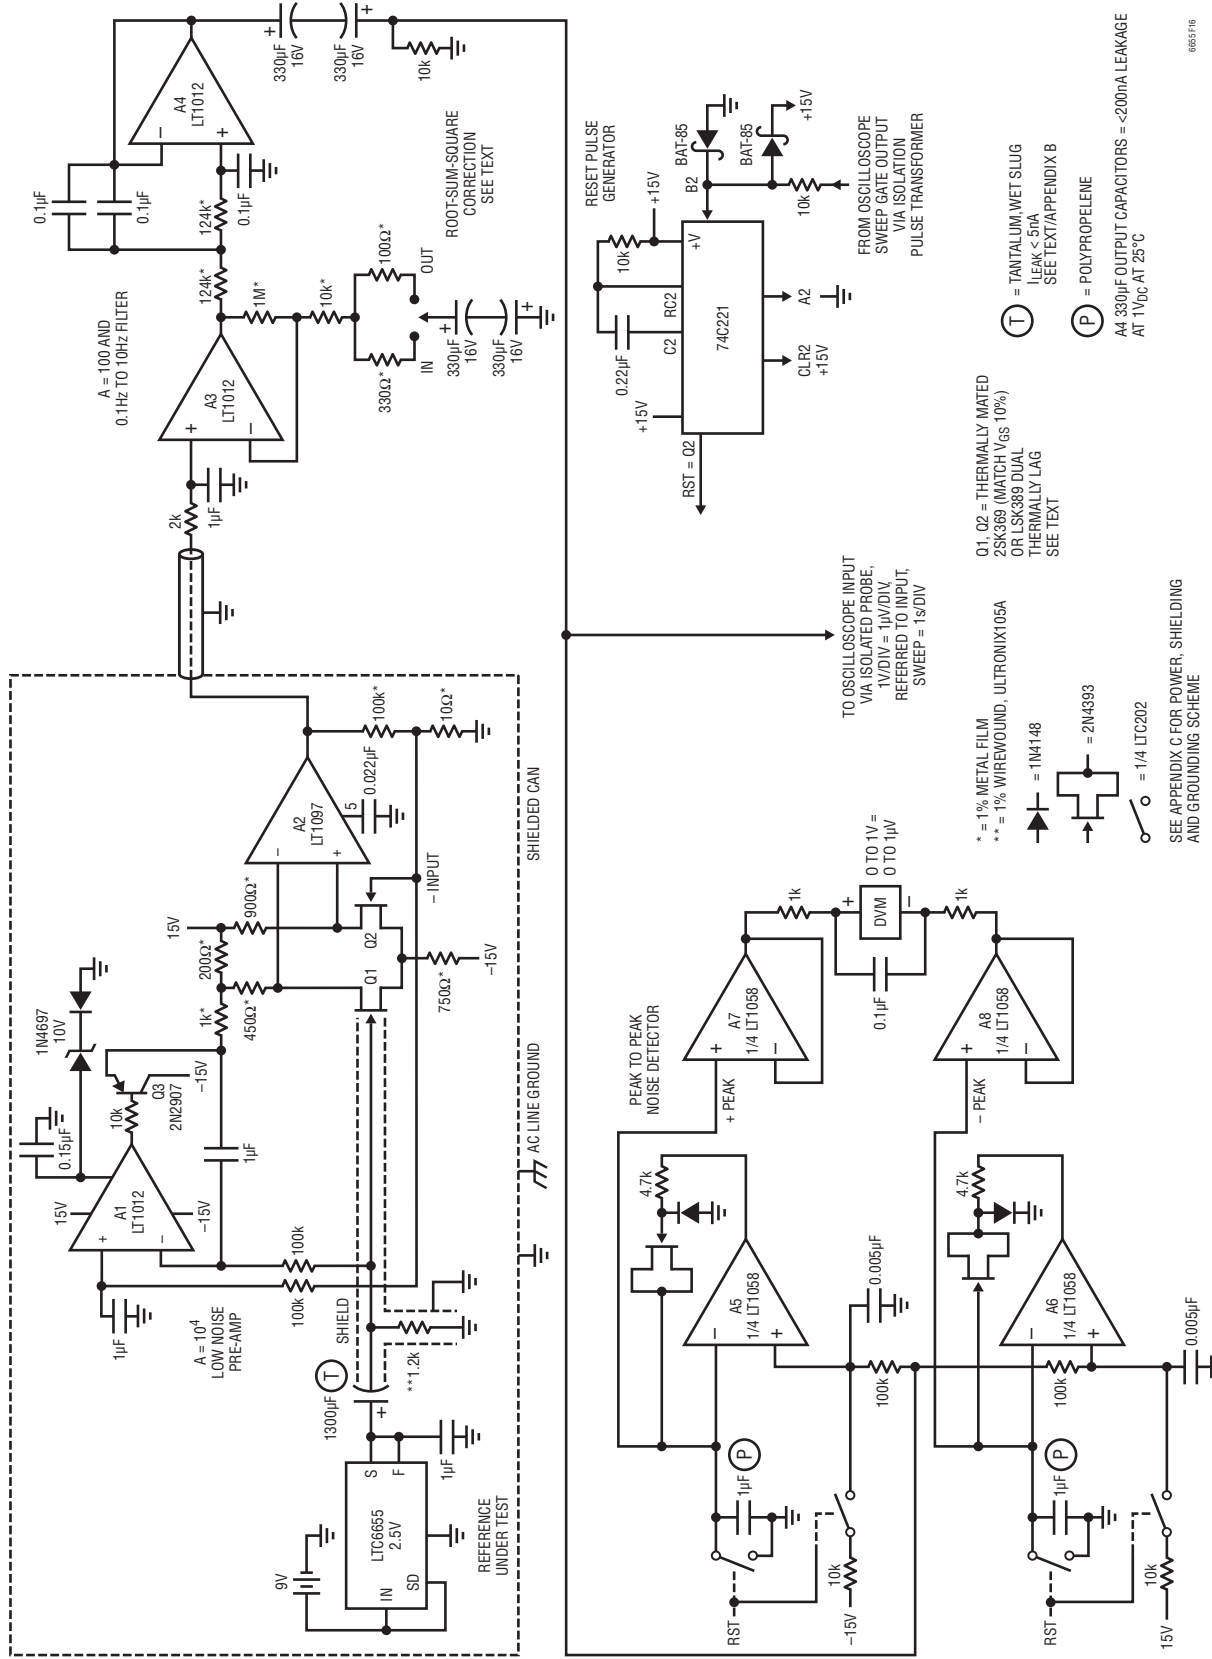 SHIELDED CAN
AC LINE GROUND
A = 10⁴
LOW NOISE
PRE-AMP
1µF
15V
A1
LT1012
+
–
–15V
0.15µF
1N4697
10V
10k
Q3
2N2907
–15V
1µF
100k
100k
1k*
200Ω*
450Ω*
900Ω*
15V
A2
LT1097
–
+
5
0.022µF
100k*
10Ω*
– INPUT
Q1
Q2
750Ω*
–15V
SHIELD
T
1300µF
+
**1.2k
9V
LTC6655
2.5V
IN
SD
S
F
1µF
REFERENCE
UNDER TEST
2k
1µF
A = 100 AND
0.1Hz TO 10Hz FILTER
A3
LT1012
+
–
124k*
1M*
10k*
330Ω*
100Ω*
IN
OUT
+
330µF
16V
330µF
16V
+
ROOT-SUM-SQUARE
CORRECTION
SEE TEXT
0.1µF
0.1µF
124k*
0.1µF
A4
LT1012
–
+
+
330µF
16V
330µF
16V
+
10k
RESET PULSE
GENERATOR
+15V
10k
0.22µF
+15V
C2
RC2
+V
74C221
RST = Q2
CLR2
+15V
A2
B2
BAT-85
BAT-85
+15V
10k
FROM OSCILLOSCOPE
SWEEP GATE OUTPUT
VIA ISOLATION
PULSE TRANSFORMER
TO OSCILLOSCOPE INPUT
VIA ISOLATED PROBE,
1V/DIV = 1µV/DIV,
REFERRED TO INPUT,
SWEEP = 1s/DIV
PEAK TO PEAK
NOISE DETECTOR
4.7k
A5
1/4 LT1058
–
+
P
1µF
RST
10k
–15V
100k
0.005µF
+ PEAK
A7
1/4 LT1058
+
–
1k
+
DVM
–
O TO 1V =
O TO 1µV
0.1µF
1k
– PEAK
A8
1/4 LT1058
+
–
4.7k
A6
1/4 LT1058
–
+
P
1µF
RST
10k
15V
100k
0.005µF
* = 1% METAL FILM
** = 1% WIREWOUND, ULTRONIX105A
= 1N4148
= 2N4393
= 1/4 LTC202
SEE APPENDIX C FOR POWER, SHIELDING
AND GROUNDING SCHEME
Q1, Q2 = THERMALLY MATED
2SK369 (MATCH VGS 10%)
OR LSK389 DUAL
THERMALLY LAG
SEE TEXT
T
= TANTALUM,WET SLUG
ILEAK < 5nA
SEE TEXT/APPENDIX B
P
= POLYPROPELENE
A4 330µF OUTPUT CAPACITORS = <200nA LEAKAGE
AT 1VDC AT 25°C
6655 F16